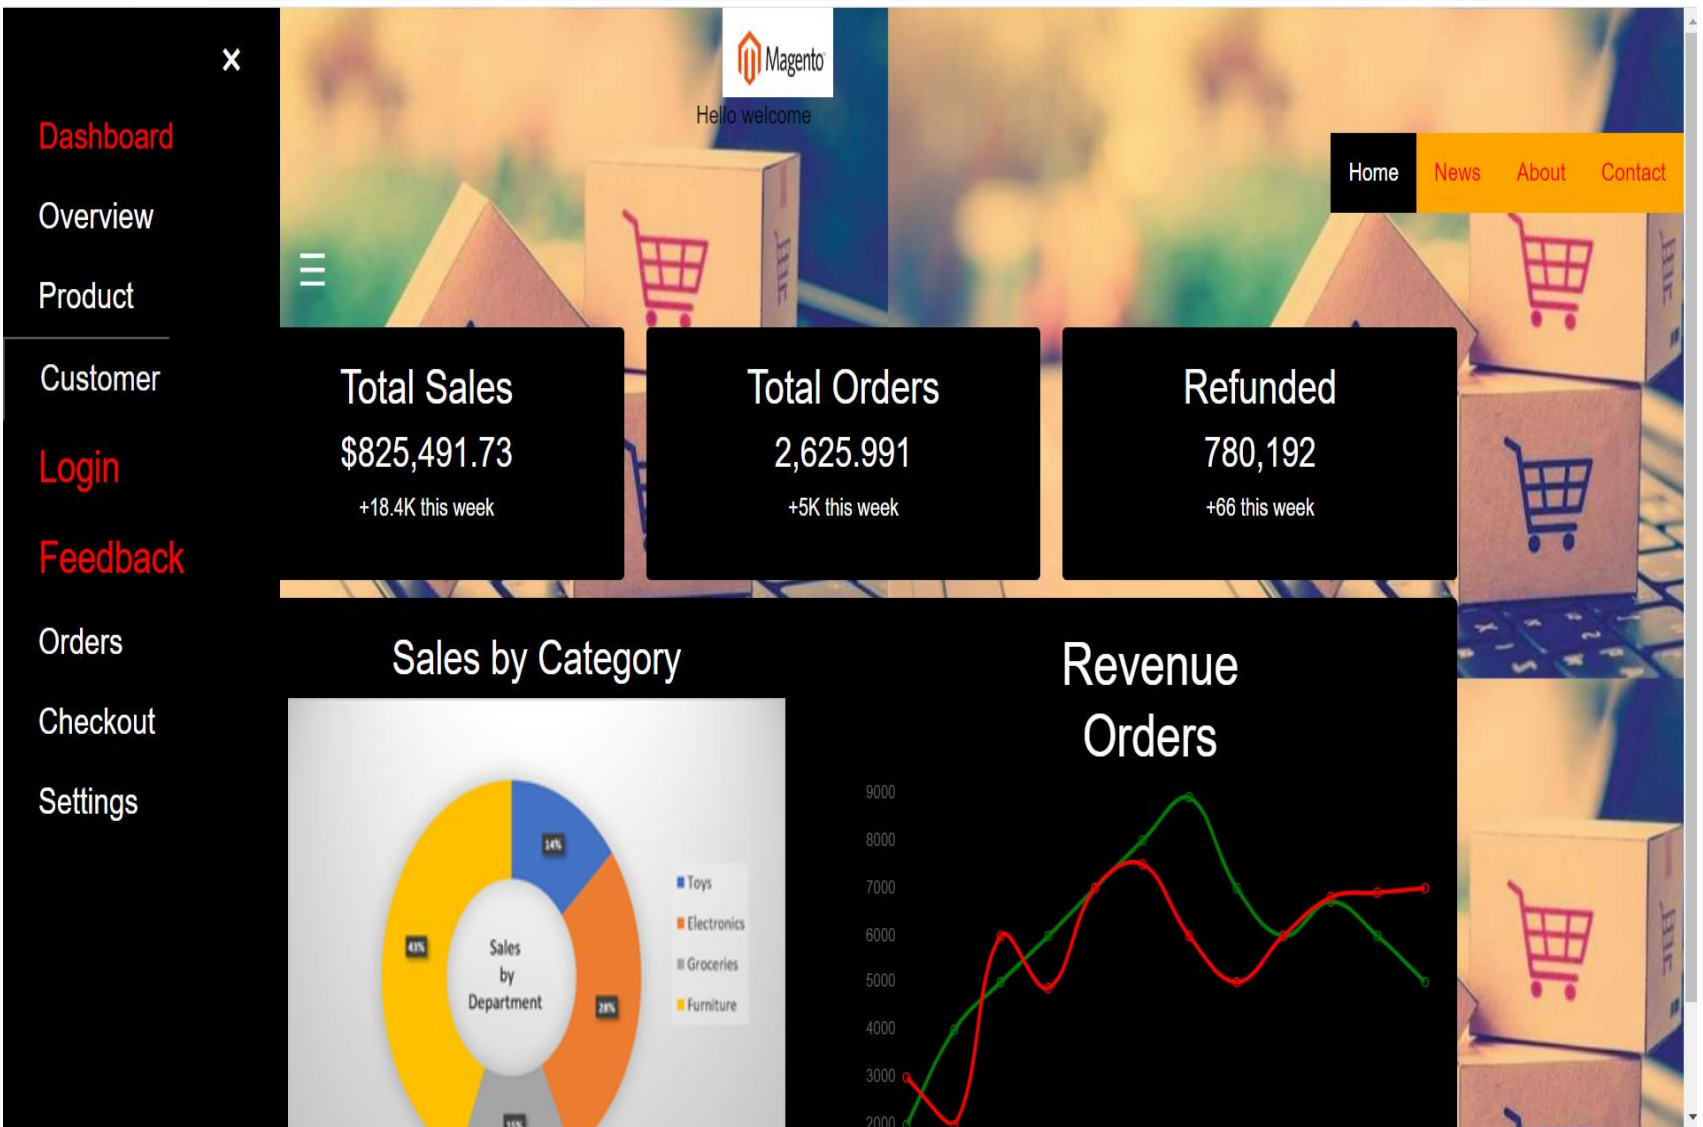 ×
Magento
Hello welcome
Home News About Contact
Dashboard
Overview
Product
Customer
Login
Feedback
Orders
Checkout
Settings
Total Sales
$825,491.73
+18.4K this week
Total Orders
2,625.991
+5K this week
Refunded
780,192
+66 this week
Sales by Category
14%
43%
28%
15%
Sales
by
Department
Toys
Electronics
Groceries
Furniture
Revenue
Orders
9000
8000
7000
6000
5000
4000
3000
2000